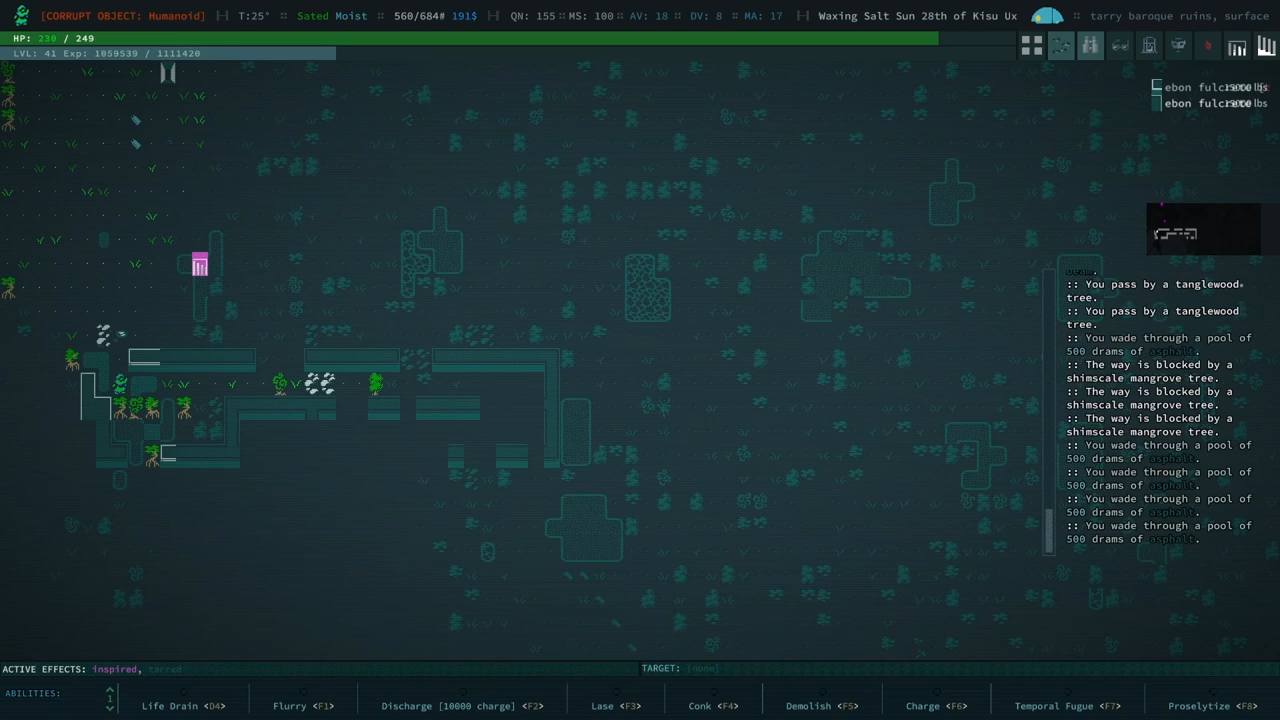 [CORRUPT OBJECT: Humanoid] T:25° :: Sated Moist :: 560/684# 191$ QN: 155 :: MS: 100 :: AV: 18 :: DV: 8 :: MA: 17 Waxing Salt Sun 28th of Kisu Ux :: tarry baroque ruins, surface
HP: 230 / 249
LVL: 41 Exp: 1059539 / 1111420
ebon fulcrete
ebon fulcrete lbs
beam.
:: You pass by a tanglewood
tree.
:: You pass by a tanglewood
tree.
:: You wade through a pool of
500 drams of asphalt.
:: The way is blocked by a
shimscale mangrove tree.
:: The way is blocked by a
shimscale mangrove tree.
:: The way is blocked by a
shimscale mangrove tree.
:: You wade through a pool of
500 drams of asphalt.
:: You wade through a pool of
500 drams of asphalt.
:: You wade through a pool of
500 drams of asphalt.
:: You wade through a pool of
500 drams of asphalt.
ACTIVE EFFECTS: inspired, tarred
TARGET: [none]
ABILITIES: 1 Life Drain <D4> Flurry <F1> Discharge [10000 charge] <F2> Lase <F3> Conk <F4> Demolish <F5> Charge <F6> Temporal Fugue <F7> Proselytize <F8>